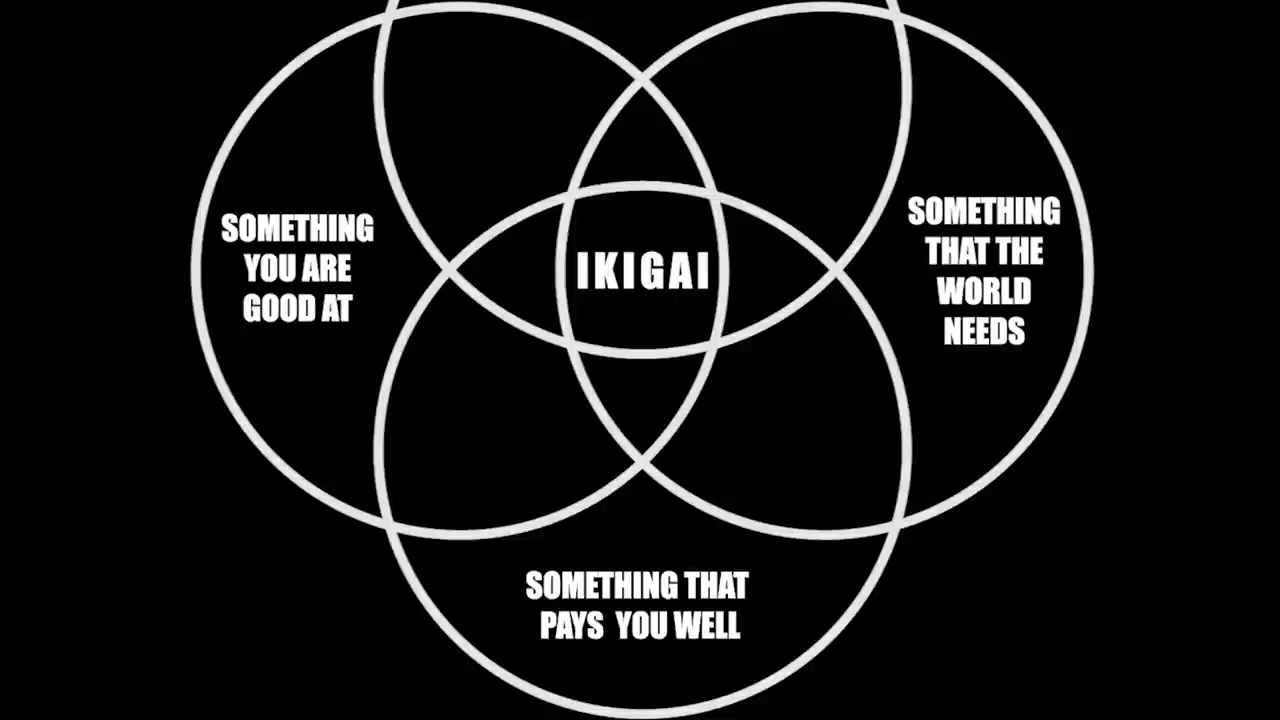 SOMETHING
YOU ARE
GOOD AT
IKIGAI
SOMETHING
THAT THE
WORLD
NEEDS
SOMETHING THAT
PAYS YOU WELL